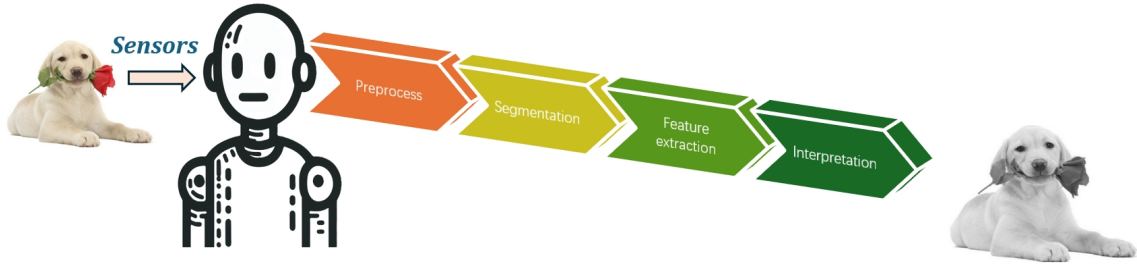 Sensors
Preprocess
Segmentation
Feature
extraction
Interpretation